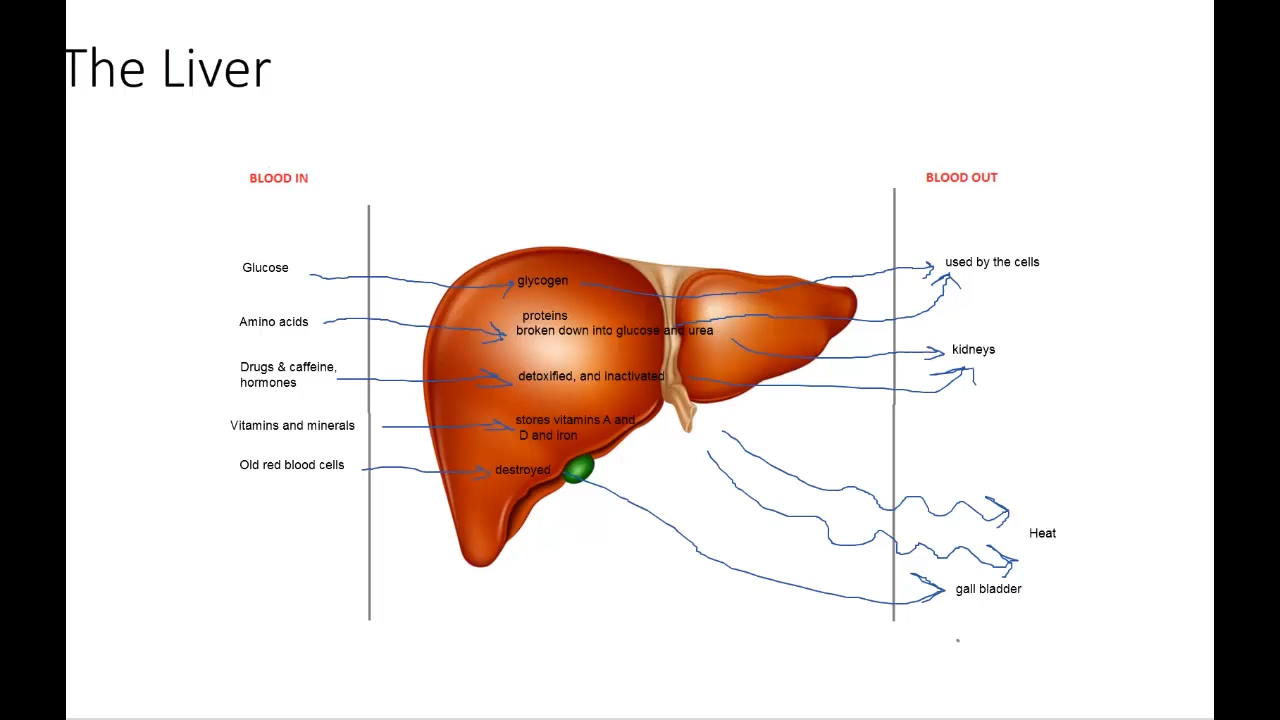 The Liver
BLOOD IN
BLOOD OUT
Glucose
glycogen
used by the cells
Amino acids
proteins
broken down into glucose and urea
kidneys
Drugs & caffeine,
hormones
detoxified, and inactivated
Vitamins and minerals
stores vitamins A and
D and iron
Old red blood cells
destroyed
Heat
gall bladder